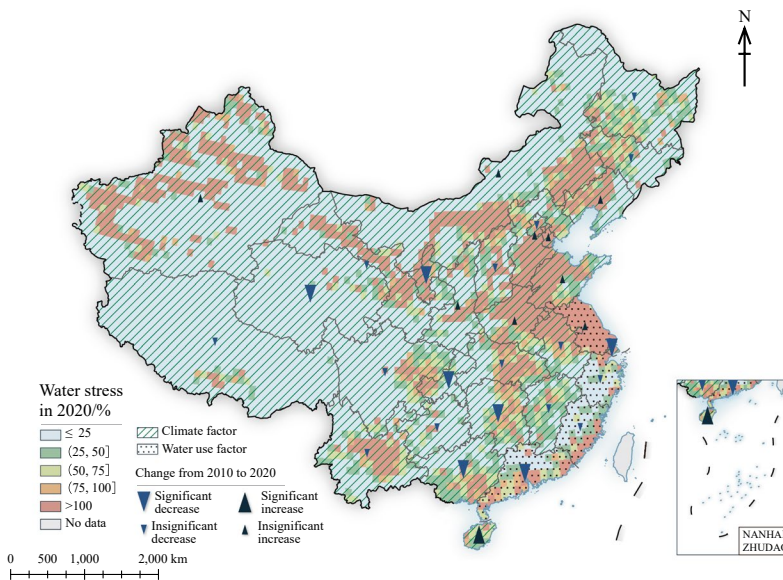 N
Water stress
in 2020/%
≤ 25
(25, 50]
(50, 75]
(75, 100]
>100
No data
Climate factor
Water use factor
Change from 2010 to 2020
Significant
decrease
Significant
increase
Insignificant
decrease
Insignificant
increase
0 500 1,000 2,000 km
NANHA
ZHUDAO